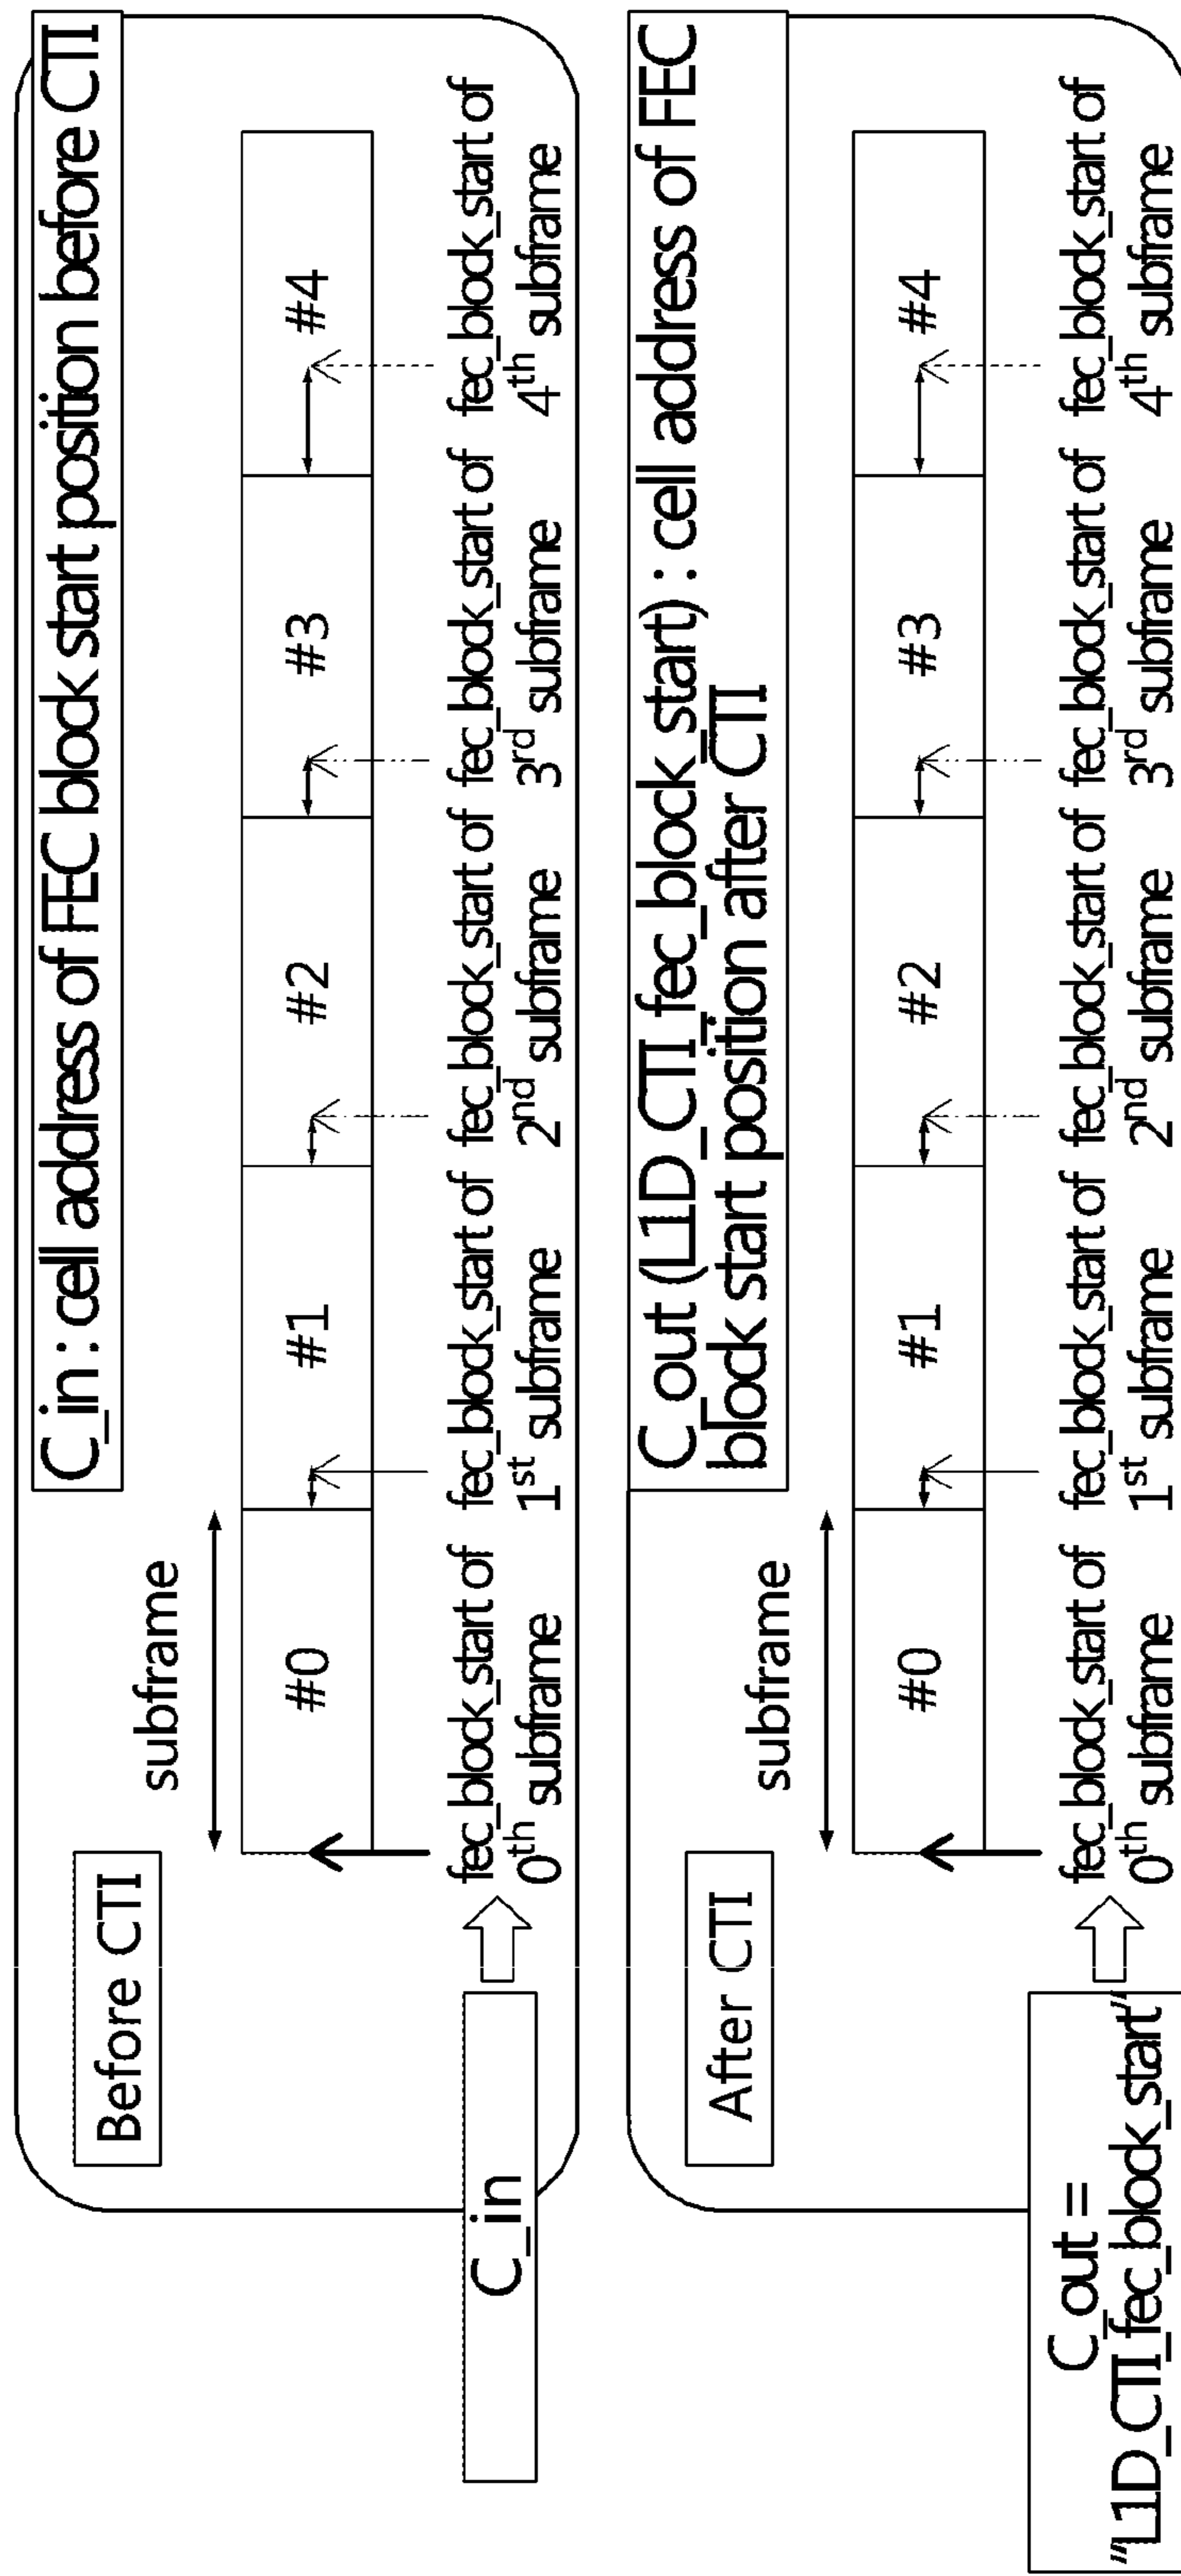 C_in : cell address of FEC block start position before CTI
Before CTI
subframe
#0
#1
#2
#3
#4
C_in
fec_block_start of
0th subframe
fec_block_start of
1st subframe
fec_block_start of
2nd subframe
fec_block_start of
3rd subframe
fec_block_start of
4th subframe
C_out (L1D_CTI_fec_block_start) : cell address of FEC
block start position after CTI
After CTI
subframe
#0
#1
#2
#3
#4
C_out =
"L1D_CTI_fec_block_start"
fec_block_start of
0th subframe
fec_block_start of
1st subframe
fec_block_start of
2nd subframe
fec_block_start of
3rd subframe
fec_block_start of
4th subframe